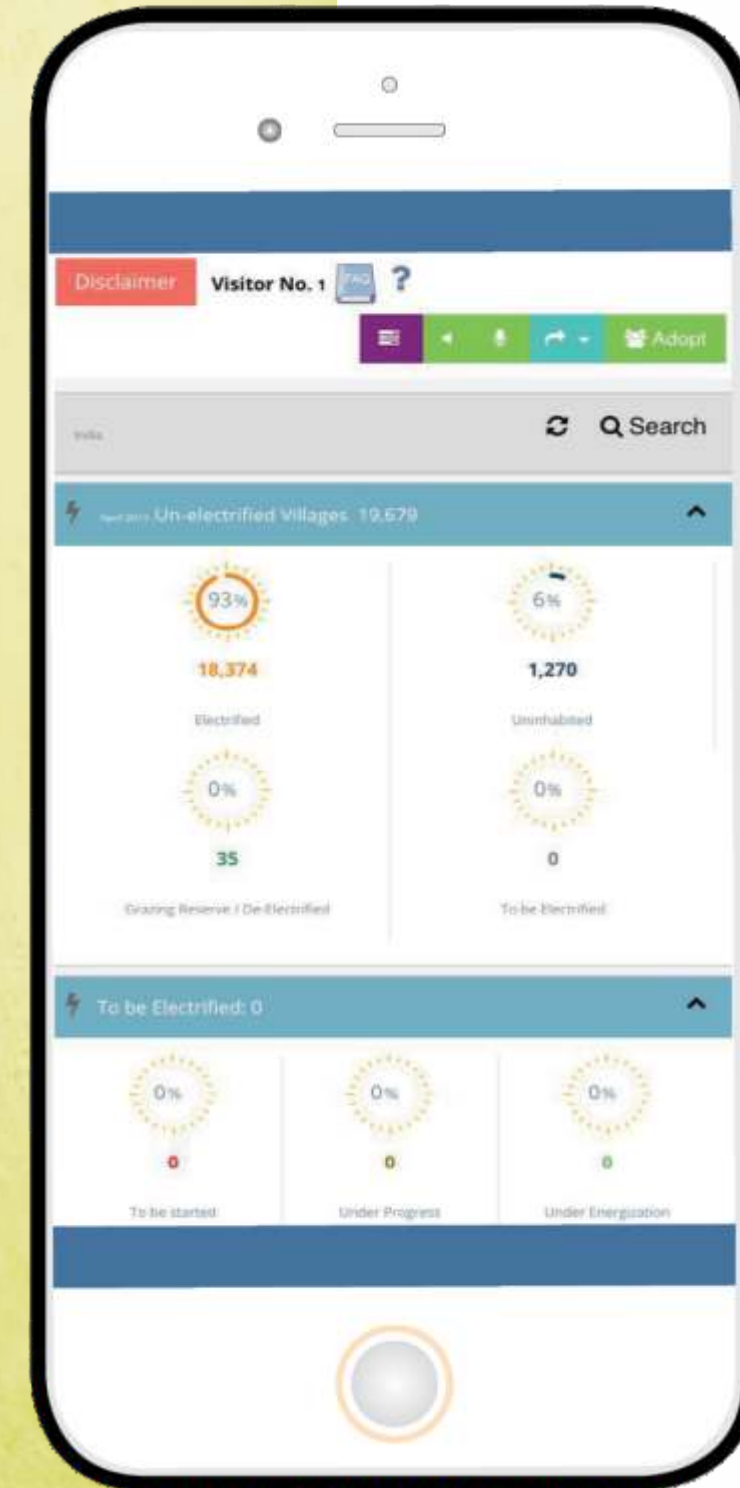 Disclaimer Visitor No. 1 FAQ ?
Adopt
India Search
Un-electrified Villages 19,679
93% 6%
18,374 1,270
Electrified Uninhabited
0% 0%
35 0
Grazing Reserve / De-Electrified To be Electrified
To be Electrified: 0
0% 0% 0%
0 0 0
To be started Under Progress Under Energization